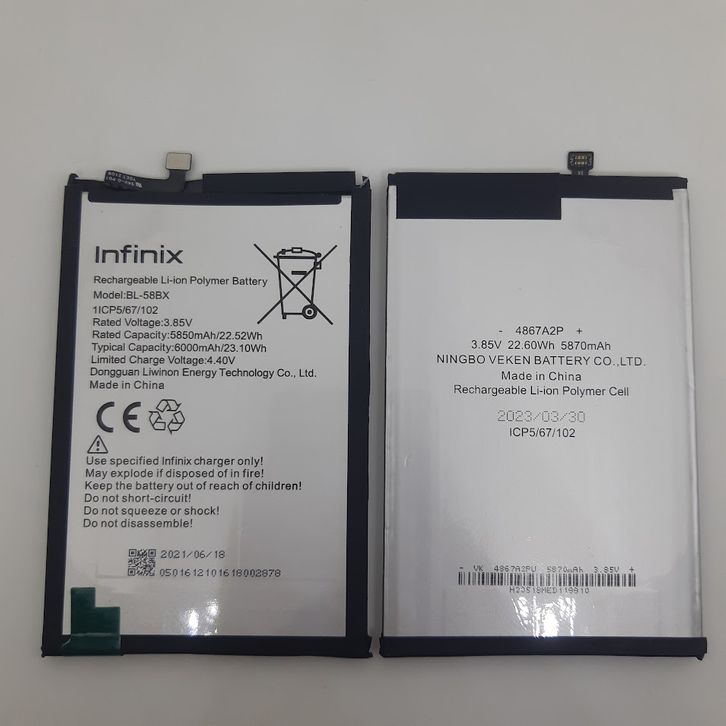 Infinix
Rechargeable Li-ion Polymer Battery
Model:BL-58BX
1ICP5/67/102
Rated Voltage:3.85V
Rated Capacity:5850mAh/22.52Wh
Typical Capacity:6000mAh/23.10Wh
Limited Charge Voltage:4.40V
Dongguan Liwinon Energy Technology Co., Ltd.
Made in China
CE
Use specified Infinix charger only!
May explode if disposed of in fire!
Keep the battery out of reach of children!
Do not short-circuit!
Do not squeeze or shock!
Do not disassemble!
2021/06/18
0501612101618002878
- 4867A2P +
3.85V 22.60Wh 5870mAh
NINGBO VEKEN BATTERY CO.,LTD.
Made in China
Rechargeable Li-ion Polymer Cell
2023/03/30
ICP5/67/102
- VK 4867A2PU 5870mAh 3.85V +